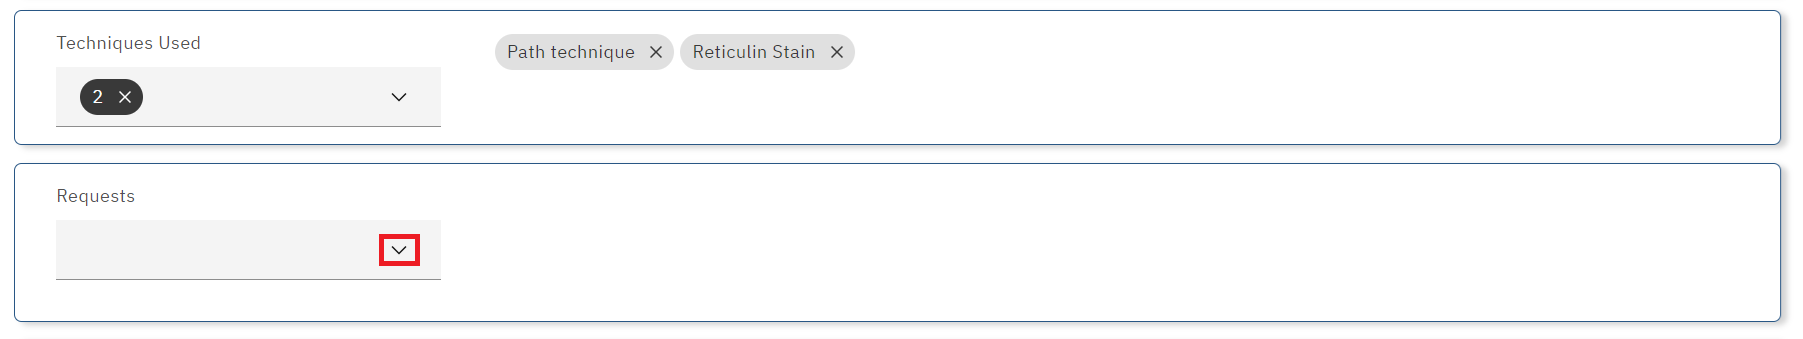 Techniques Used
Path technique
Reticulin Stain
2
Requests